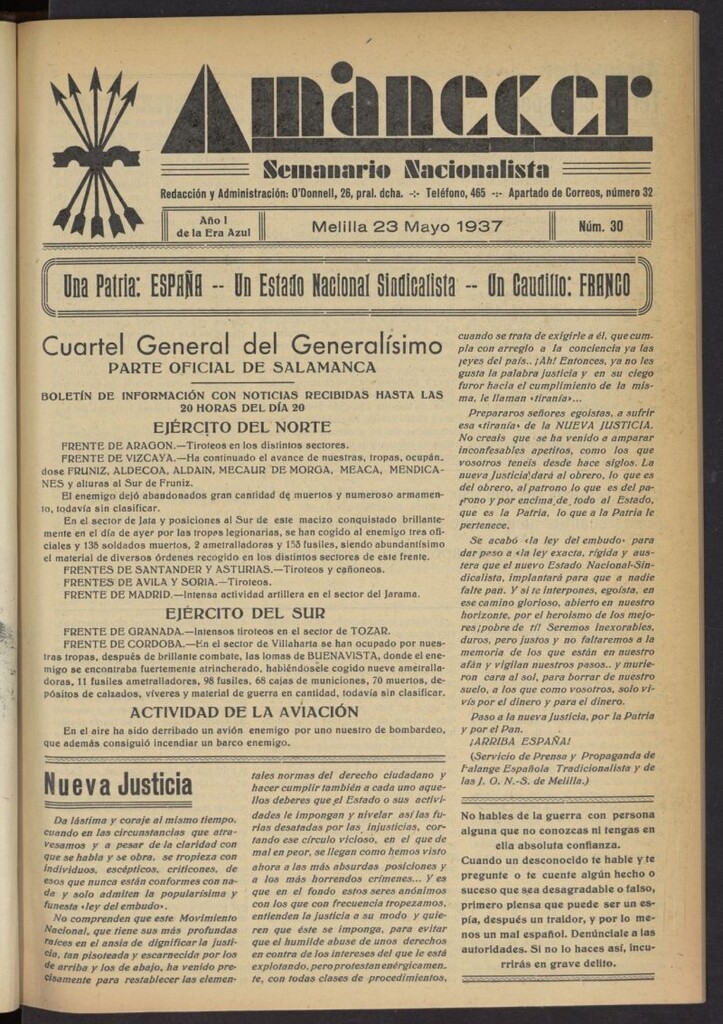 Amanecer
Semanario Nacionalista
Redacción y Administración: O'Donnell, 26, pral. dcha. -:- Teléfono, 465 -:- Apartado de Correos, número 32
Año I
de la Era Azul
Melilla 23 Mayo 1937
Núm. 30
Una Patria: ESPAÑA -- Un Estado Nacional Sindicalista -- Un Caudillo: FRANCO
Cuartel General del Generalísimo
PARTE OFICIAL DE SALAMANCA
BOLETÍN DE INFORMACIÓN CON NOTICIAS RECIBIDAS HASTA LAS
20 HORAS DEL DÍA 20
EJÉRCITO DEL NORTE
FRENTE DE ARAGON.—Tiroteos en los distintos sectores.
FRENTE DE VIZCAYA.—Ha continuado el avance de nuestras, tropas, ocupán.
dose FRUNIZ, ALDECOA, ALDAIN, MECAUR DE MORGA, MEACA, MENDICA-
NES y alturas al Sur de Fruniz.
El enemigo dejó abandonados gran cantidad de muertos y numeroso armamen-
to, todavía sin clasificar.
En el sector de Jata y posiciones al Sur de este macizo conquistado brillante-
mente en el día de ayer por las tropas legionarias, se han cogido al enemigo tres ofi-
ciales y 135 soldados muertos, 2 ametralladoras y 153 fusiles, siendo abundantísimo
el material de diversos órdenes recogido en los distintos sectores de este frente.
FRENTES DE SANTANDER Y ASTURIAS.—Tiroteos y cañoneos.
FRENTES DE AVILA Y SORIA.—Tiroteos.
FRENTE DE MADRID.—Intensa actividad artillera en el sector del Jarama.
EJÉRCITO DEL SUR
FRENTE DE GRANADA.—Intensos tiroteos en el sector de TOZAR.
FRENTE DE CORDOBA.—En el sector de Villaharta se han ocupado por nues-
tras tropas, después de brillante combate, las lomas de BUENAVISTA, donde el ene-
migo se encontraba fuertemente atrincherado, habiéndosele cogido nueve ametralla-
doras, 11 fusiles ametralladores, 98 fusiles, 68 cajas de municiones, 70 muertos, de-
pósitos de calzados, víveres y material de guerra en cantidad, todavía sin clasificar.
ACTIVIDAD DE LA AVIACIÓN
En el aire ha sido derribado un avión enemigo por uno nuestro de bombardeo,
que además consiguió incendiar un barco enemigo.
Nueva Justicia
Da lástima y coraje al mismo tiempo,
cuando en las circunstancias que atra-
vesamos y a pesar de la claridad con
que se habla y se obra, se tropieza con
individuos, escépticos, criticones, de
esos que nunca están conformes con na-
da y solo admiten la popularísima y
funesta «ley del embudo».
No comprenden que este Movimiento
Nacional, que tiene sus más profundas
raíces en el ansia de dignificar la justi-
cia, tan pisoteada y escarnecida por los
de arriba y los de abajo, ha venido pre-
cisamente para restablecer las elemen-
tales normas del derecho ciudadano y
hacer cumplir también a cada uno aque-
llos deberes que el Estado o sus activi-
dades le impongan y nivelar así las fu-
rias desatadas por las injusticias, cor-
tando ese círculo vicioso, en el que de
mal en peor, se llegan como hemos visto
ahora a las más absurdas posiciones y
a los más horrendos crímenes... Y es
que en el fondo estos seres anónimos
con los que con frecuencia tropezamos,
entienden la justicia a su modo y quie-
ren que éste se imponga, para evitar
que el humilde abuse de unos derechos
en contra de los intereses del que le está
explotando, pero protestan enérgicamen.
te, con todas clases de procedimientos,
cuando se trata de exigirle a él, que cum-
pla con arreglo a la conciencia ya las
leyes del país.. ¡Ah! Entonces, ya no les
gusta la palabra justicia y en su ciego
furor hacia el cumplimiento de la mis-
ma, le llaman «tiranía»...
Prepararos señores egoistas, a sufrir
esa «tiranía» de la NUEVA JUSTICIA.
No creais que se ha venido a amparar
inconfesables apetitos, como los que
vosotros teneis desde hace siglos. La
nueva Justicia dará al obrero, lo que es
del obrero, al patrono lo que es del pa-
trono y por encima de todo al Estado,
que es la Patria, lo que a la Patria le
pertenece.
Se acabó «la ley del embudo» para
dar peso a «la ley exacta, rígida y aus-
tera que el nuevo Estado Nacional-Sin-
dicalista, implantará para que a nadie
falte pan. Y si te interpones, egoísta, en
ese camino glorioso, abierto en nuestro
horizonte, por el heroismo de los mejo-
res ¡pobre de tí! Seremos inexorables,
duros, pero justos y no faltaremos a la
memoria de los que están en nuestro
afán y vigilan nuestros pasos.. y murie-
ron cara al sol, para borrar de nuestro
suelo, a los que como vosotros, solo vi-
vís por el dinero y para el dinero.
Paso a la nueva Justicia, por la Patria
y por el Pan.
¡ARRIBA ESPAÑA!
(Servicio de Prensa y Propaganda de
Falange Española Tradicionalista y de
las J. O. N.-S. de Melilla.)
No hables de la guerra con persona
alguna que no conozcas ni tengas en
ella absoluta confianza.
Cuando un desconocido te hable y te
pregunte o te cuente algún hecho o
suceso que sea desagradable o falso,
primero piensa que puede ser un es-
pía, después un traidor, y por lo me-
nos un mal español. Denúnciale a las
autoridades. Si no lo haces así, incu-
rrirás en grave delito.